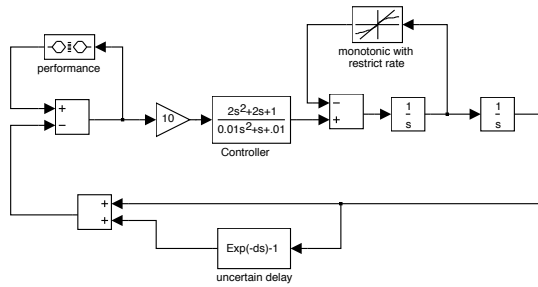 performance
+
−
10
2s²+2s+1
0.01s²+s+.01
Controller
monotonic with
restrict rate
−
+
1
s
1
s
+
+
Exp(-ds)-1
uncertain delay